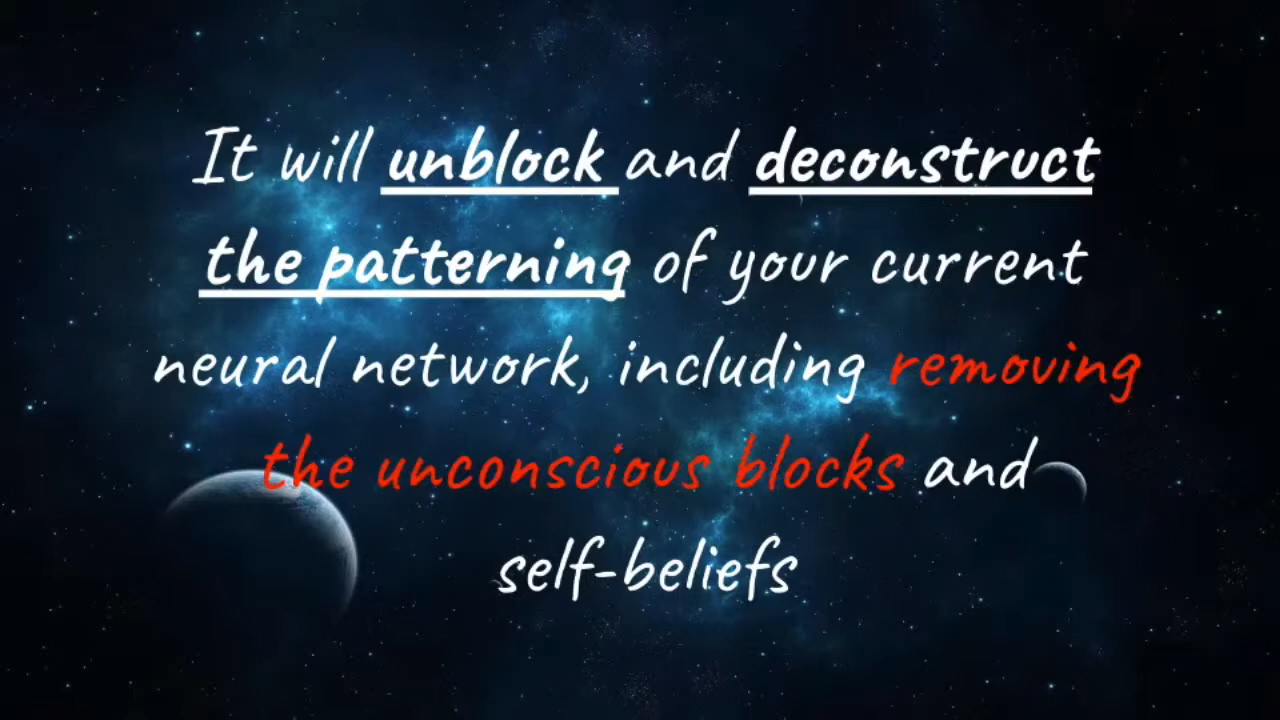 It will unblock and deconstruct
the patterning of your current
neural network, including removing
the unconscious blocks and
self-beliefs